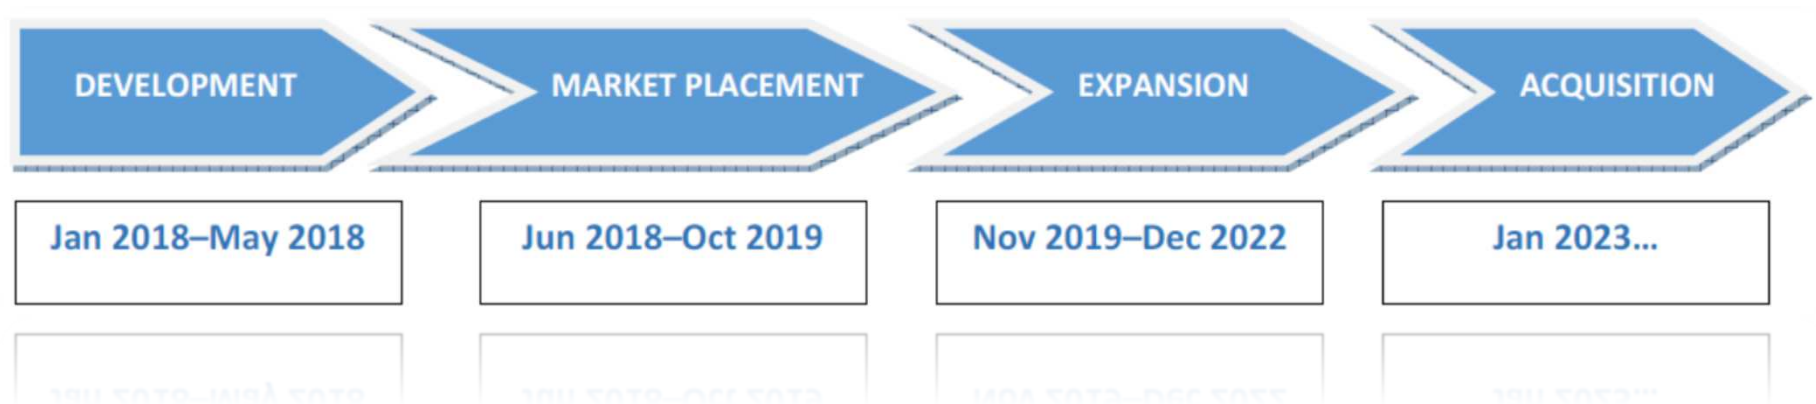 DEVELOPMENT
MARKET PLACEMENT
EXPANSION
ACQUISITION
Jan 2018–May 2018
Jun 2018–Oct 2019
Nov 2019–Dec 2022
Jan 2023...